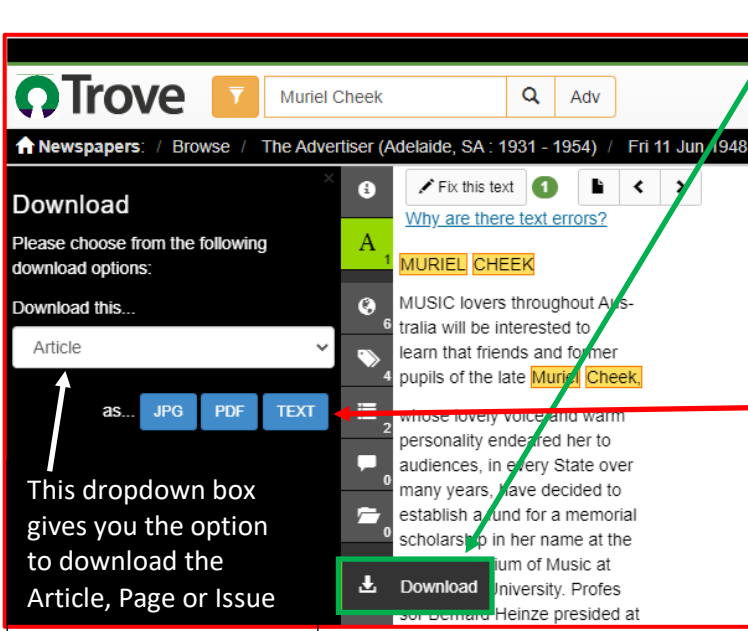 Trove
Muriel Cheek
Adv
Newspapers: / Browse / The Advertiser (Adelaide, SA : 1931 - 1954) / Fri 11 Jun 1948
Download
×
Please choose from the following
download options:
Download this...
Article
as... JPG PDF TEXT
This dropdown box
gives you the option
to download the
Article, Page or Issue
i
A 1
6
4
2
0
0
Download
Fix this text 1
Why are there text errors?
MURIEL CHEEK
MUSIC lovers throughout Aus-
tralia will be interested to
learn that friends and former
pupils of the late Muriel Cheek,
whose lovely voice and warm
personality endeared her to
audiences, in every State over
many years, have decided to
establish a fund for a memorial
scholarship in her name at the
ium of Music at
niversity. Profes
sor Bernard Heinze presided at